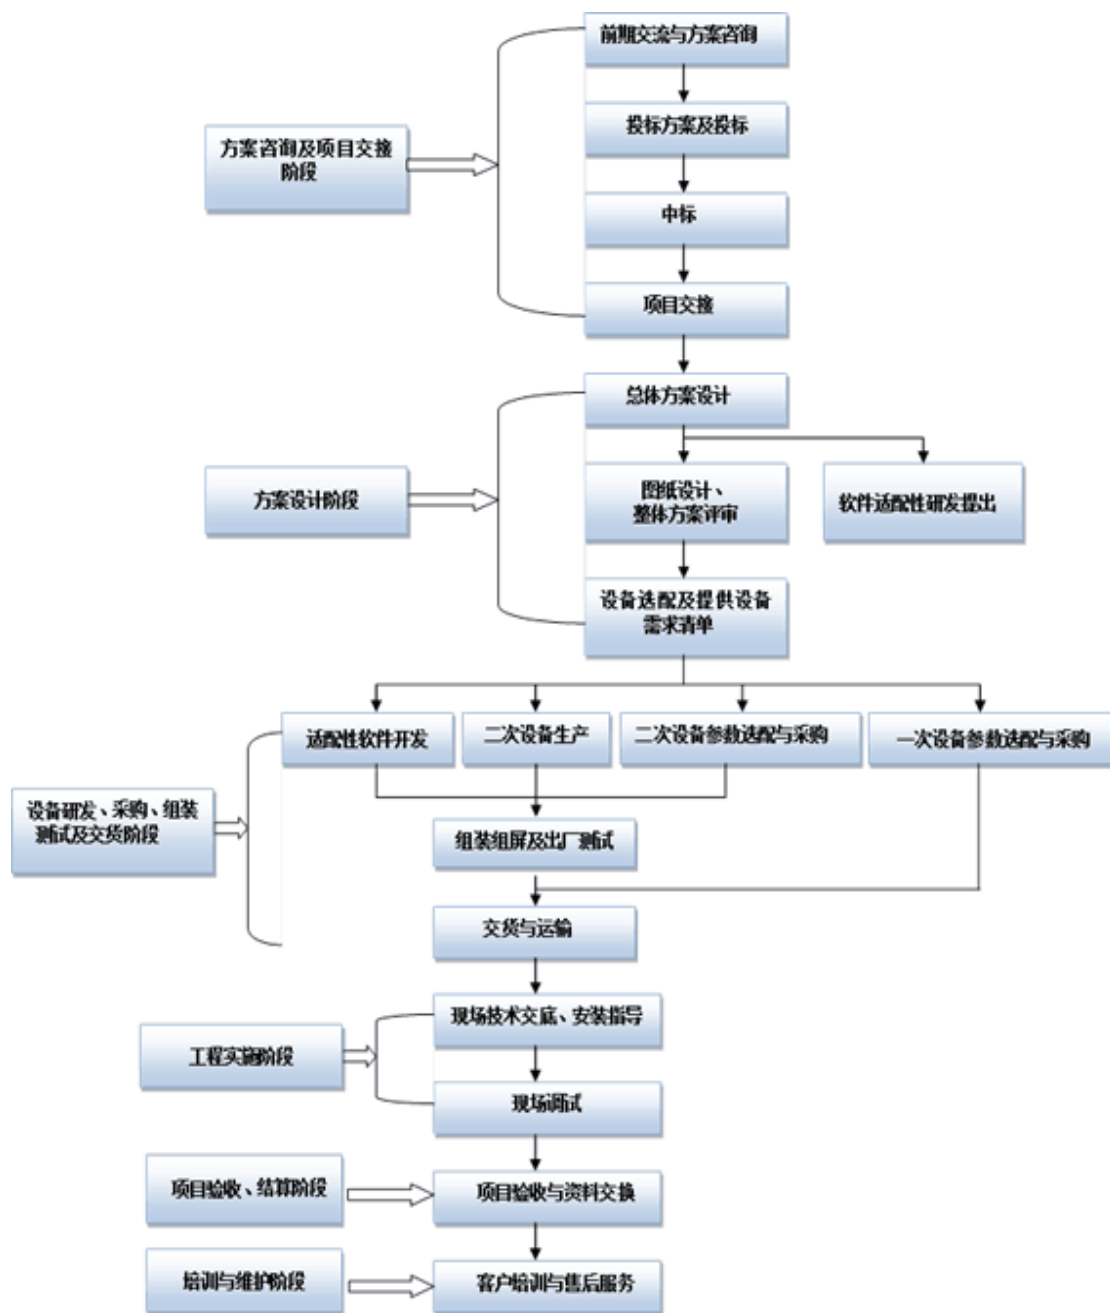 前期交流与方案咨询
投标方案及投标
方案咨询及项目交接
阶段
中标
项目交接
总体方案设计
方案设计阶段
图纸设计、
整体方案评审
软件适配性研发提出
设备选配及提供设备
需求清单
适配性软件开发
二次设备生产
二次设备参数选配与采购
一次设备参数选配与采购
设备研发、采购、组装
测试及交货阶段
组装组屏及出厂测试
交货与运输
现场技术交底、安装指导
工程实施阶段
现场调试
项目验收、结算阶段
项目验收与资料交换
培训与维护阶段
客户培训与售后服务